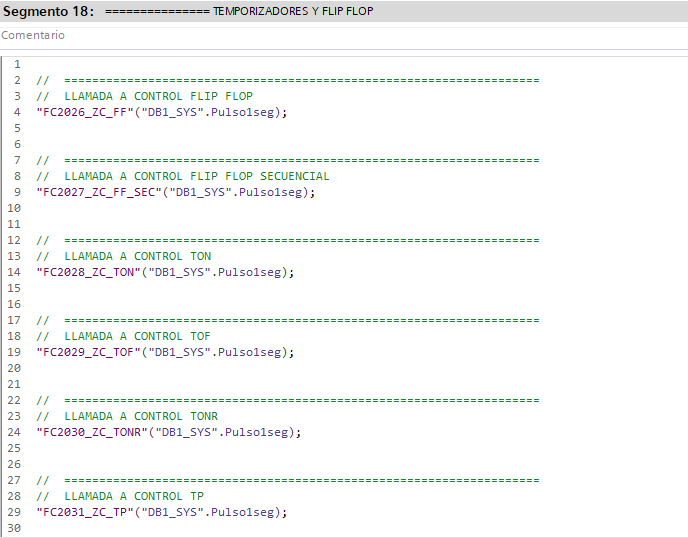 Segmento 18: =============== TEMPORIZADORES Y FLIP FLOP
Comentario
1
2 // ====================================================================
3 // LLAMADA A CONTROL FLIP FLOP
4 "FC2026_ZC_FF"("DB1_SYS".Pulso1seg);
5
6
7 // ====================================================================
8 // LLAMADA A CONTROL FLIP FLOP SECUENCIAL
9 "FC2027_ZC_FF_SEC"("DB1_SYS".Pulso1seg);
10
11
12 // ====================================================================
13 // LLAMADA A CONTROL TON
14 "FC2028_ZC_TON"("DB1_SYS".Pulso1seg);
15
16
17 // ====================================================================
18 // LLAMADA A CONTROL TOF
19 "FC2029_ZC_TOF"("DB1_SYS".Pulso1seg);
20
21
22 // ====================================================================
23 // LLAMADA A CONTROL TONR
24 "FC2030_ZC_TONR"("DB1_SYS".Pulso1seg);
25
26
27 // ====================================================================
28 // LLAMADA A CONTROL TP
29 "FC2031_ZC_TP"("DB1_SYS".Pulso1seg);
30